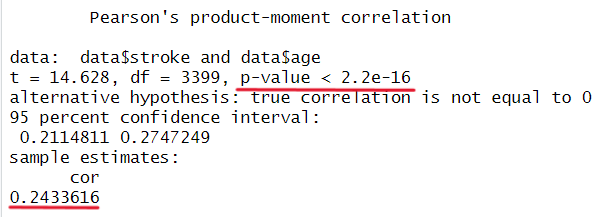 Pearson's product-moment correlation
data:  data$stroke and data$age
t = 14.628, df = 3399, p-value < 2.2e-16
alternative hypothesis: true correlation is not equal to 0
95 percent confidence interval:
 0.2114811 0.2747249
sample estimates:
      cor
0.2433616